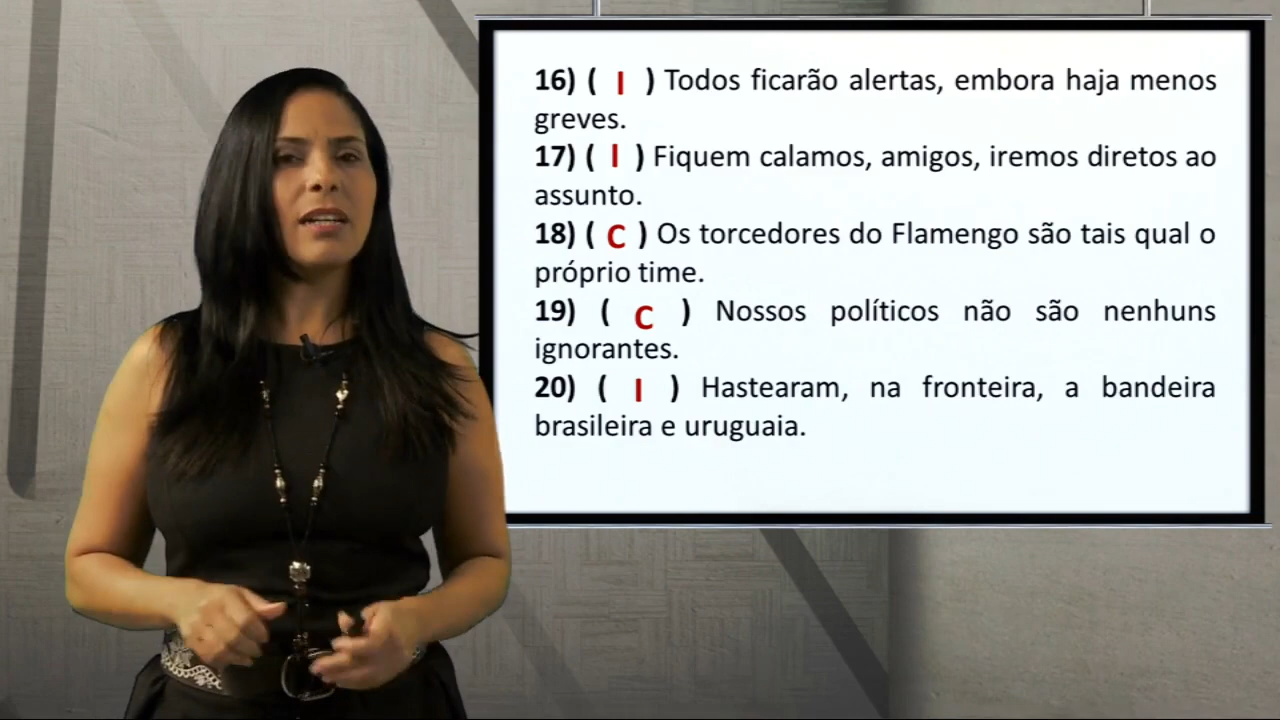 16) ( I ) Todos ficarão alertas, embora haja menos
greves.
17) ( I ) Fiquem calamos, amigos, iremos diretos ao
assunto.
18) ( C ) Os torcedores do Flamengo são tais qual o
próprio time.
19) ( C ) Nossos políticos não são nenhuns
ignorantes.
20) ( I ) Hastearam, na fronteira, a bandeira
brasileira e uruguaia.